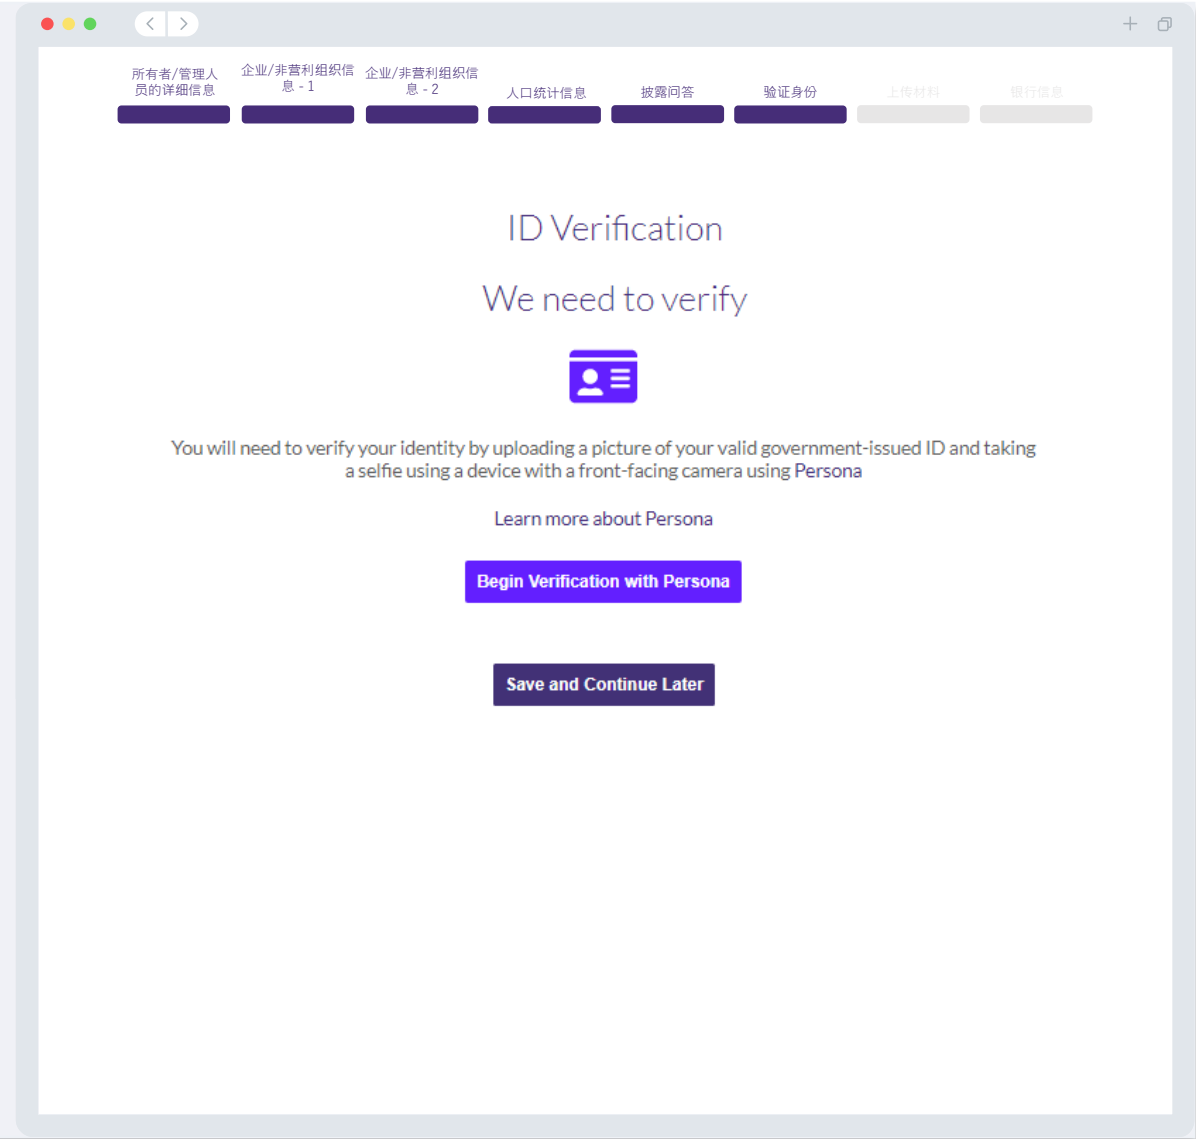 所有者/管理人
员的详细信息
企业/非营利组织信
息 - 1
企业/非营利组织信
息 - 2
人口统计信息
披露问答
验证身份
上传材料
银行信息
ID Verification
We need to verify
You will need to verify your identity by uploading a picture of your valid government-issued ID and taking
a selfie using a device with a front-facing camera using Persona
Learn more about Persona
Begin Verification with Persona
Save and Continue Later